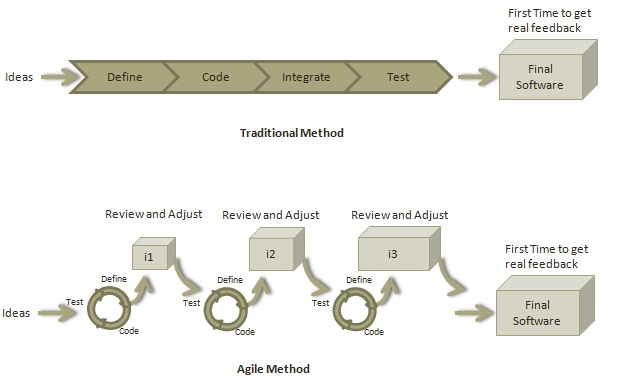 First Time to get
real feedback
Ideas
Define
Code
Integrate
Test
Final
Software
Traditional Method
Review and Adjust
Review and Adjust
Review and Adjust
i1
i2
i3
First Time to get
real feedback
Define
Define
Define
Test
Test
Test
Ideas
Code
Code
Code
Final
Software
Agile Method